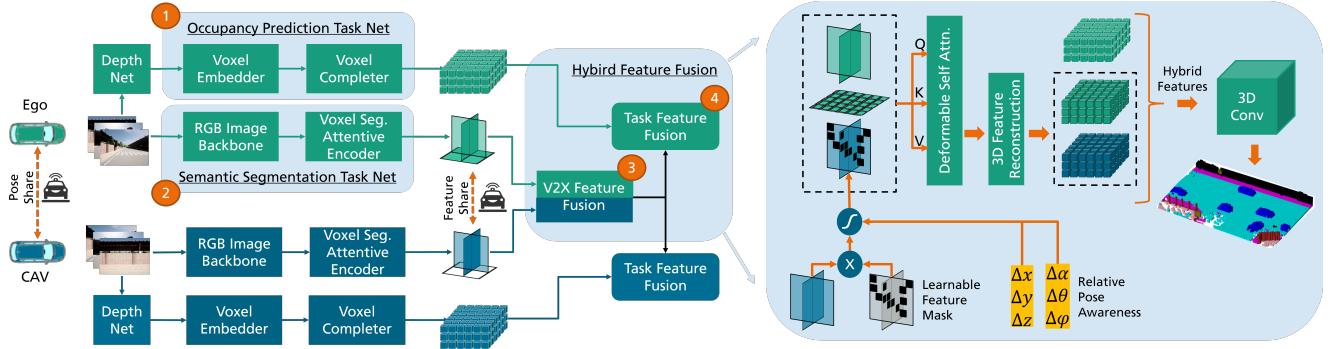 1
Occupancy Prediction Task Net
Depth
Net
Voxel
Embedder
Voxel
Completer
Ego
RGB Image
Backbone
Voxel Seg.
Attentive
Encoder
2
Semantic Segmentation Task Net
Pose
Share
Feature
Share
CAV
RGB Image
Backbone
Voxel Seg.
Attentive
Encoder
Depth
Net
Voxel
Embedder
Voxel
Completer
Hybird Feature Fusion
4
Task Feature
Fusion
3
V2X Feature
Fusion
Task Feature
Fusion
Q
K
V
Deformable Self Attn.
3D Feature
Reconstruction
Hybrid
Features
3D
Conv
X
Learnable
Feature
Mask
Δx
Δy
Δz
Δα
Δθ
Δφ
Relative
Pose
Awareness